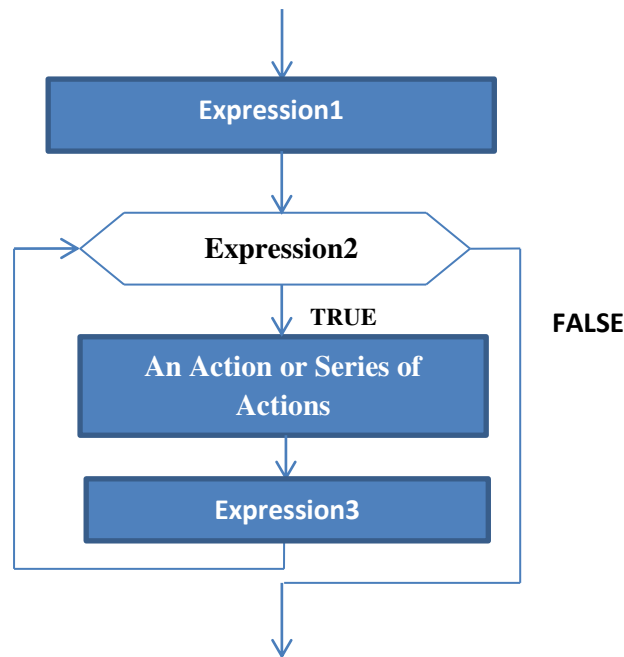 Expression1
Expression2
TRUE
FALSE
An Action or Series of
Actions
Expression3